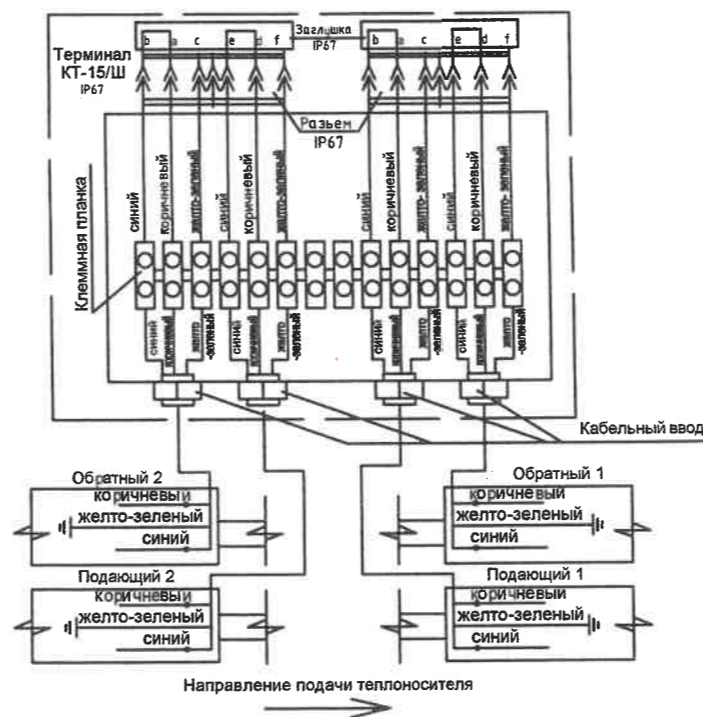 Заглушка
IP67
b a c e d f
b a c e d f
Терминал
КТ-15/Ш
IP67
Разъем
IP67
Клеммная планка
синий
коричневый
желто-зеленый
синий
коричневый
желто-зеленый
синий
коричневый
желто- зеленый
синий
коричневый
желто- зеленый
синий
коричневый
желто
-зеленый
синий
коричневый
желто
-зеленый
синий
коричневый
желто
-зеленый
синий
коричневый
желто
-зеленый
Кабельный ввод
Обратный 2
коричневый
желто-зеленый
синий
Обратный 1
коричневый
желто-зеленый
синий
Подающий 2
коричневый
желто-зеленый
синий
Подающий 1
коричневый
желто-зеленый
синий
Направление подачи теплоносителя